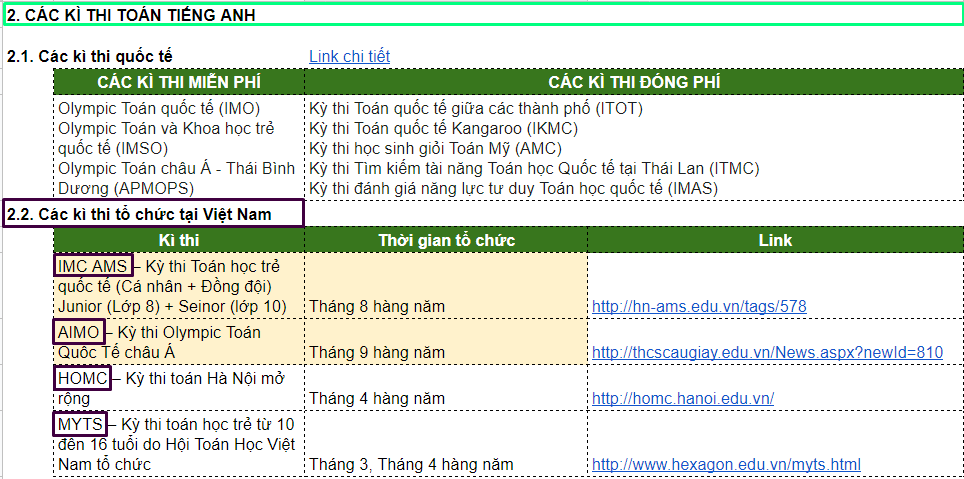 2. CÁC KÌ THI TOÁN TIẾNG ANH
2.1. Các kì thi quốc tế Link chi tiết
CÁC KÌ THI MIỄN PHÍ CÁC KÌ THI ĐÓNG PHÍ
Olympic Toán quốc tế (IMO)
Olympic Toán và Khoa học trẻ
quốc tế (IMSO)
Olympic Toán châu Á - Thái Bình
Dương (APMOPS)
Kỳ thi Toán quốc tế giữa các thành phố (ITOT)
Kỳ thi Toán quốc tế Kangaroo (IKMC)
Kỳ thi học sinh giỏi Toán Mỹ (AMC)
Kỳ thi Tìm kiếm tài năng Toán học Quốc tế tại Thái Lan (ITMC)
Kỳ thi đánh giá năng lực tư duy Toán học quốc tế (IMAS)
2.2. Các kì thi tổ chức tại Việt Nam
Kì thi Thời gian tổ chức Link
IMC AMS – Kỳ thi Toán học trẻ
quốc tế (Cá nhân + Đồng đội)
Junior (Lớp 8) + Seinor (lớp 10) Tháng 8 hàng năm http://hn-ams.edu.vn/tags/578
AIMO – Kỳ thi Olympic Toán
Quốc Tế châu Á Tháng 9 hàng năm http://thcscaugiay.edu.vn/News.aspx?newId=810
HOMC – Kỳ thi toán Hà Nội mở
rộng Tháng 4 hàng năm http://homc.hanoi.edu.vn/
MYTS – Kỳ thi toán học trẻ từ 10
đến 16 tuổi do Hội Toán Học Việt
Nam tổ chức Tháng 3, Tháng 4 hàng năm http://www.hexagon.edu.vn/myts.html